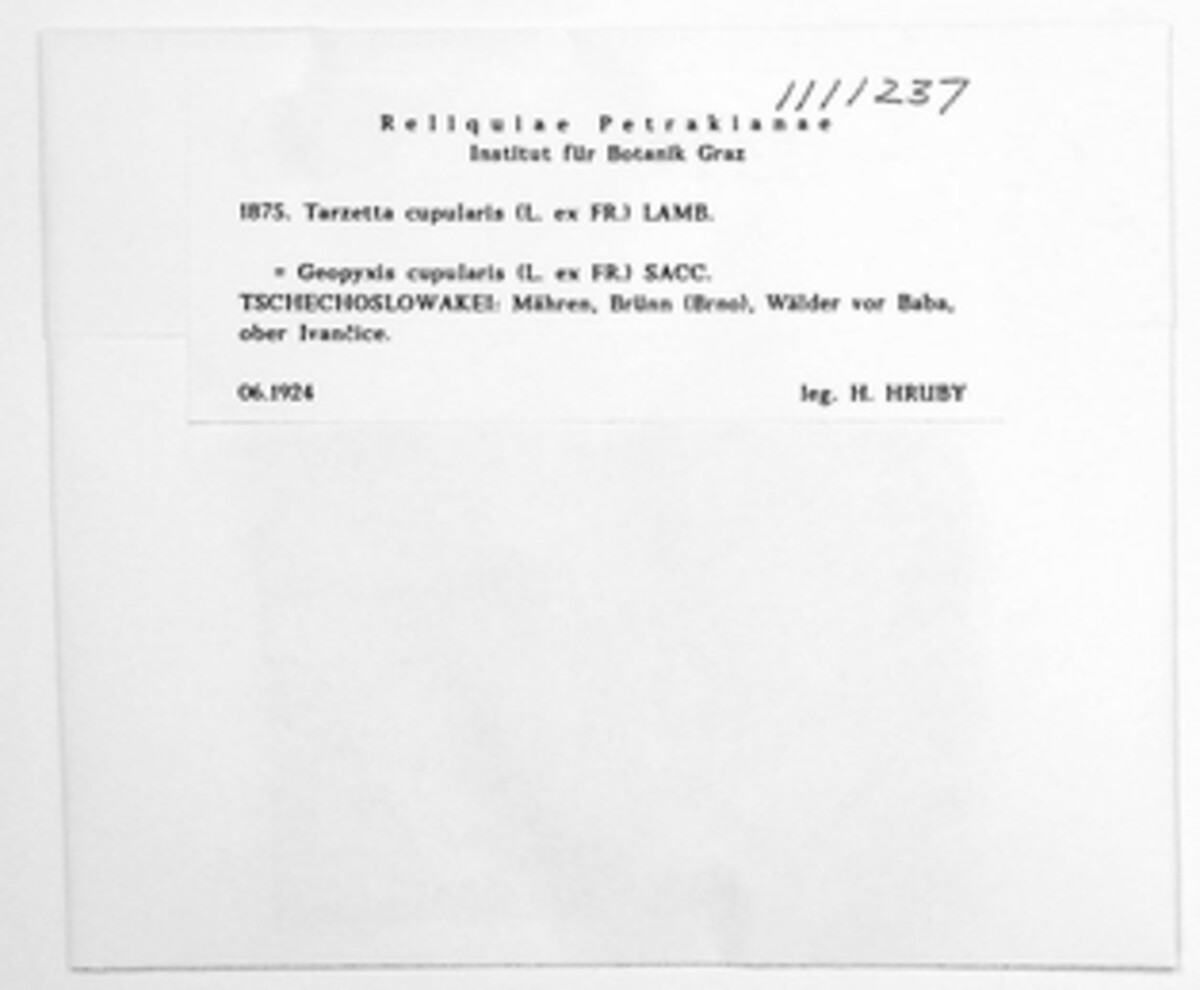 1111237
Reliquiae Petrakianae
Institut für Botanik Graz
1875. Tarzetta cupularis (L. ex FR.) LAMB.
= Geopyxis cupularis (L. ex FR.) SACC.
TSCHECHOSLOWAKEI: Mähren, Brünn (Brno), Wälder vor Baba,
ober Ivančice.
06.1924 leg. H. HRUBY